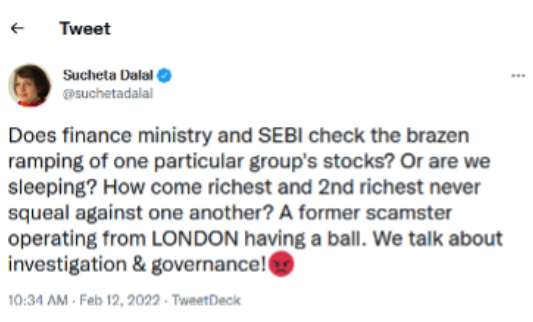 ← Tweet
Sucheta Dalal
@suchetadalal
Does finance ministry and SEBI check the brazen
ramping of one particular group's stocks? Or are we
sleeping? How come richest and 2nd richest never
squeal against one another? A former scamster
operating from LONDON having a ball. We talk about
investigation & governance!😡
10:34 AM · Feb 12, 2022 · TweetDeck